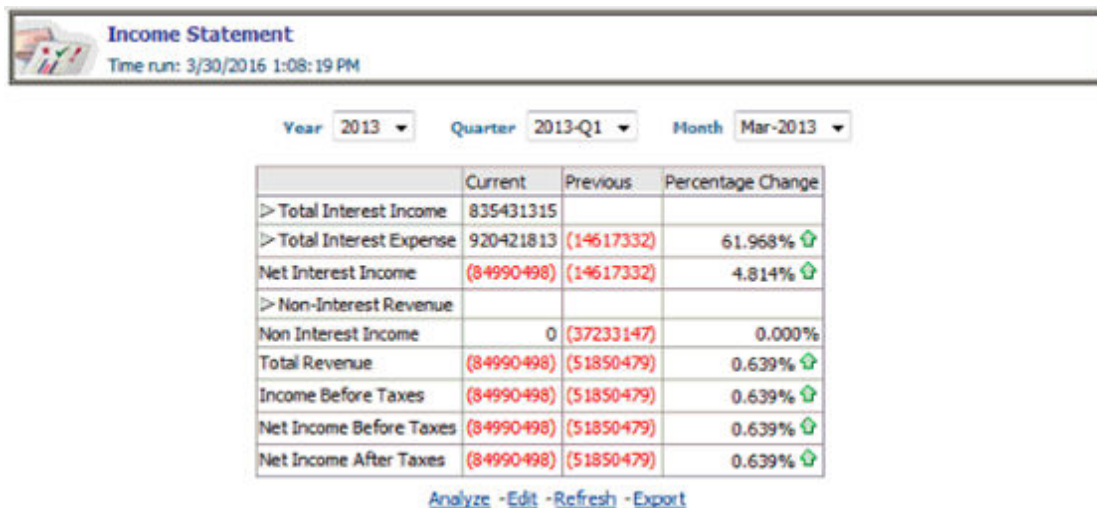 Income Statement
Time run: 3/30/2016 1:08:19 PM
Year 2013 Quarter 2013-Q1 Month Mar-2013
Current Previous Percentage Change
Total Interest Income 835431315
Total Interest Expense 920421813 (14617332) 61.968%
Net Interest Income (84990498) (14617332) 4.814%
Non-Interest Revenue
Non Interest Income 0 (37233147) 0.000%
Total Revenue (84990498) (51850479) 0.639%
Income Before Taxes (84990498) (51850479) 0.639%
Net Income Before Taxes (84990498) (51850479) 0.639%
Net Income After Taxes (84990498) (51850479) 0.639%
Analyze - Edit - Refresh - Export